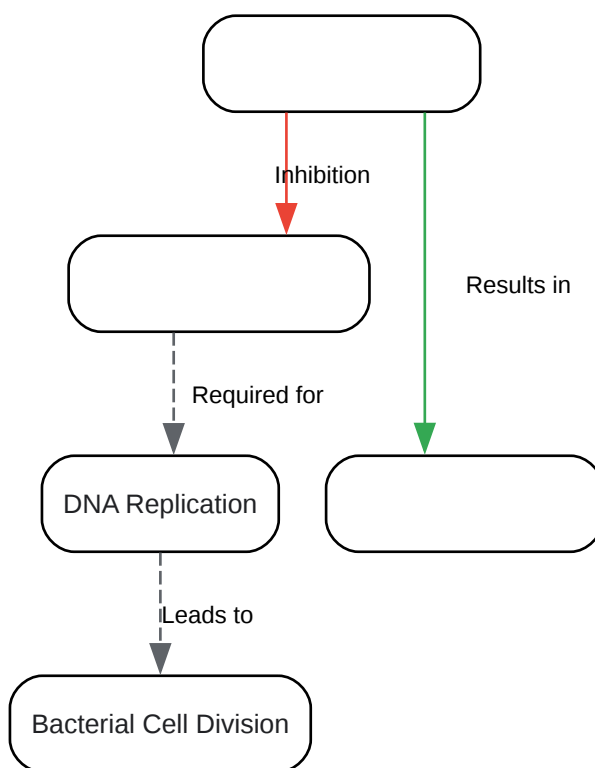 Inhibition
Results in
Required for
DNA Replication
Leads to
Bacterial Cell Division